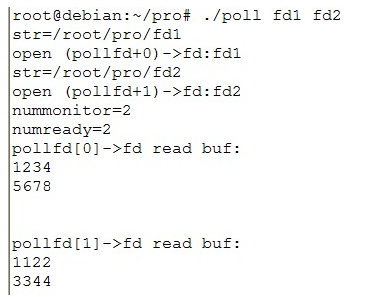 root@debian:~/pro# ./poll fd1 fd2
str=/root/pro/fd1
open (pollfd+0)->fd:fd1
str=/root/pro/fd2
open (pollfd+1)->fd:fd2
nummonitor=2
numready=2
pollfd[0]->fd read buf:
1234
5678
pollfd[1]->fd read buf:
1122
3344